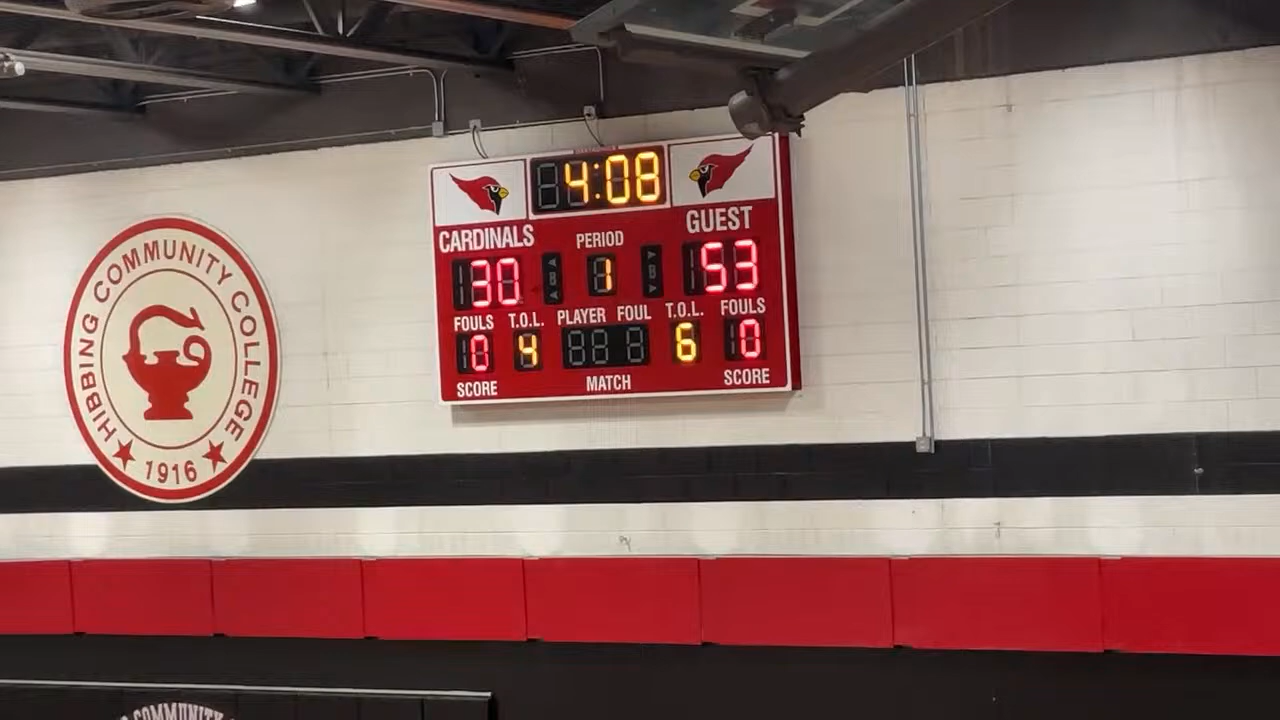 4:08
CARDINALS PERIOD GUEST
30 B 1 B 53
FOULS T.O.L. PLAYER FOUL T.O.L. FOULS
0 4 6 0
SCORE MATCH SCORE
HIBBING COMMUNITY COLLEGE
1916
COMMUNITY